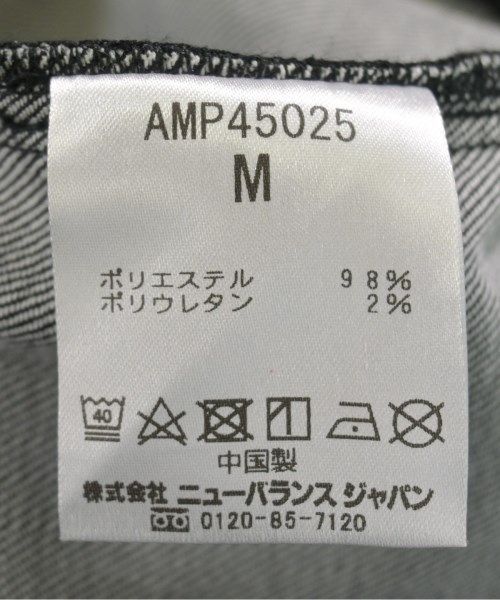 AMP45025
M
ポリエステル 98%
ポリウレタン 2%
40
中国製
株式会社 ニューバランス ジャパン
0120-85-7120